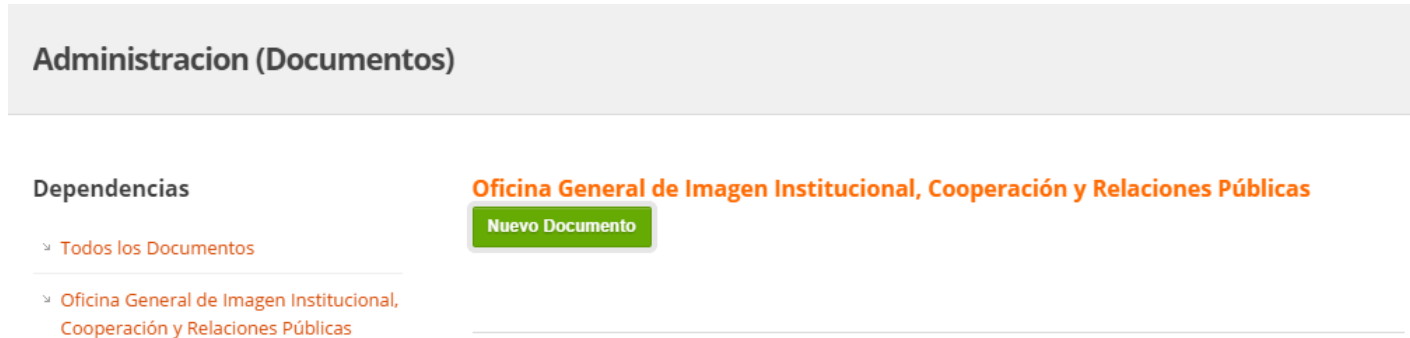 Administracion (Documentos)
Dependencias
Todos los Documentos
Oficina General de Imagen Institucional,
Cooperación y Relaciones Públicas
Oficina General de Imagen Institucional, Cooperación y Relaciones Públicas
Nuevo Documento